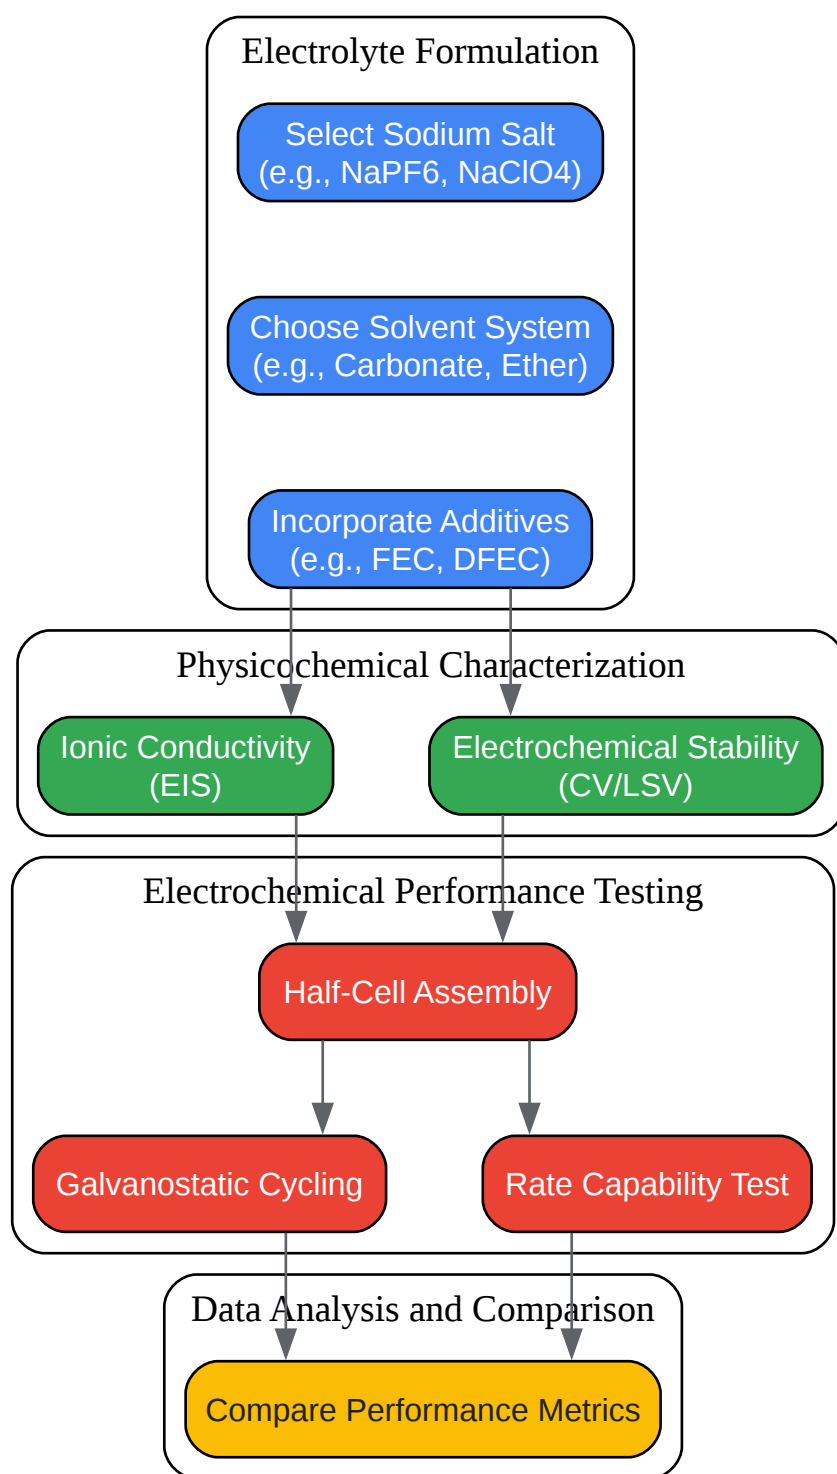 Electrolyte Formulation
Select Sodium Salt
(e.g., NaPF6, NaClO4)
Choose Solvent System
(e.g., Carbonate, Ether)
Incorporate Additives
(e.g., FEC, DFEC)
Physicochemical Characterization
Ionic Conductivity
(EIS)
Electrochemical Stability
(CV/LSV)
Electrochemical Performance Testing
Half-Cell Assembly
Galvanostatic Cycling
Rate Capability Test
Data Analysis and Comparison
Compare Performance Metrics